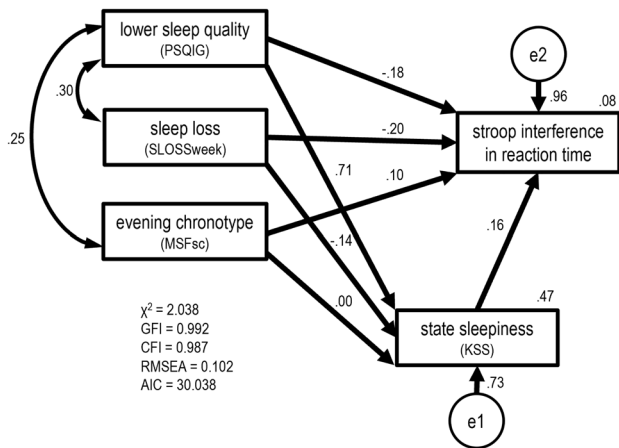 lower sleep quality
(PSQIG)
e2
-.18
.96
.08
.30
.25
sleep loss
(SLOSSweek)
-.20
stroop interference
in reaction time
.71
.10
evening chronotype
(MSFsc)
-.14
.16
.00
.47
χ² = 2.038
GFI = 0.992
CFI = 0.987
RMSEA = 0.102
AIC = 30.038
state sleepiness
(KSS)
.73
e1